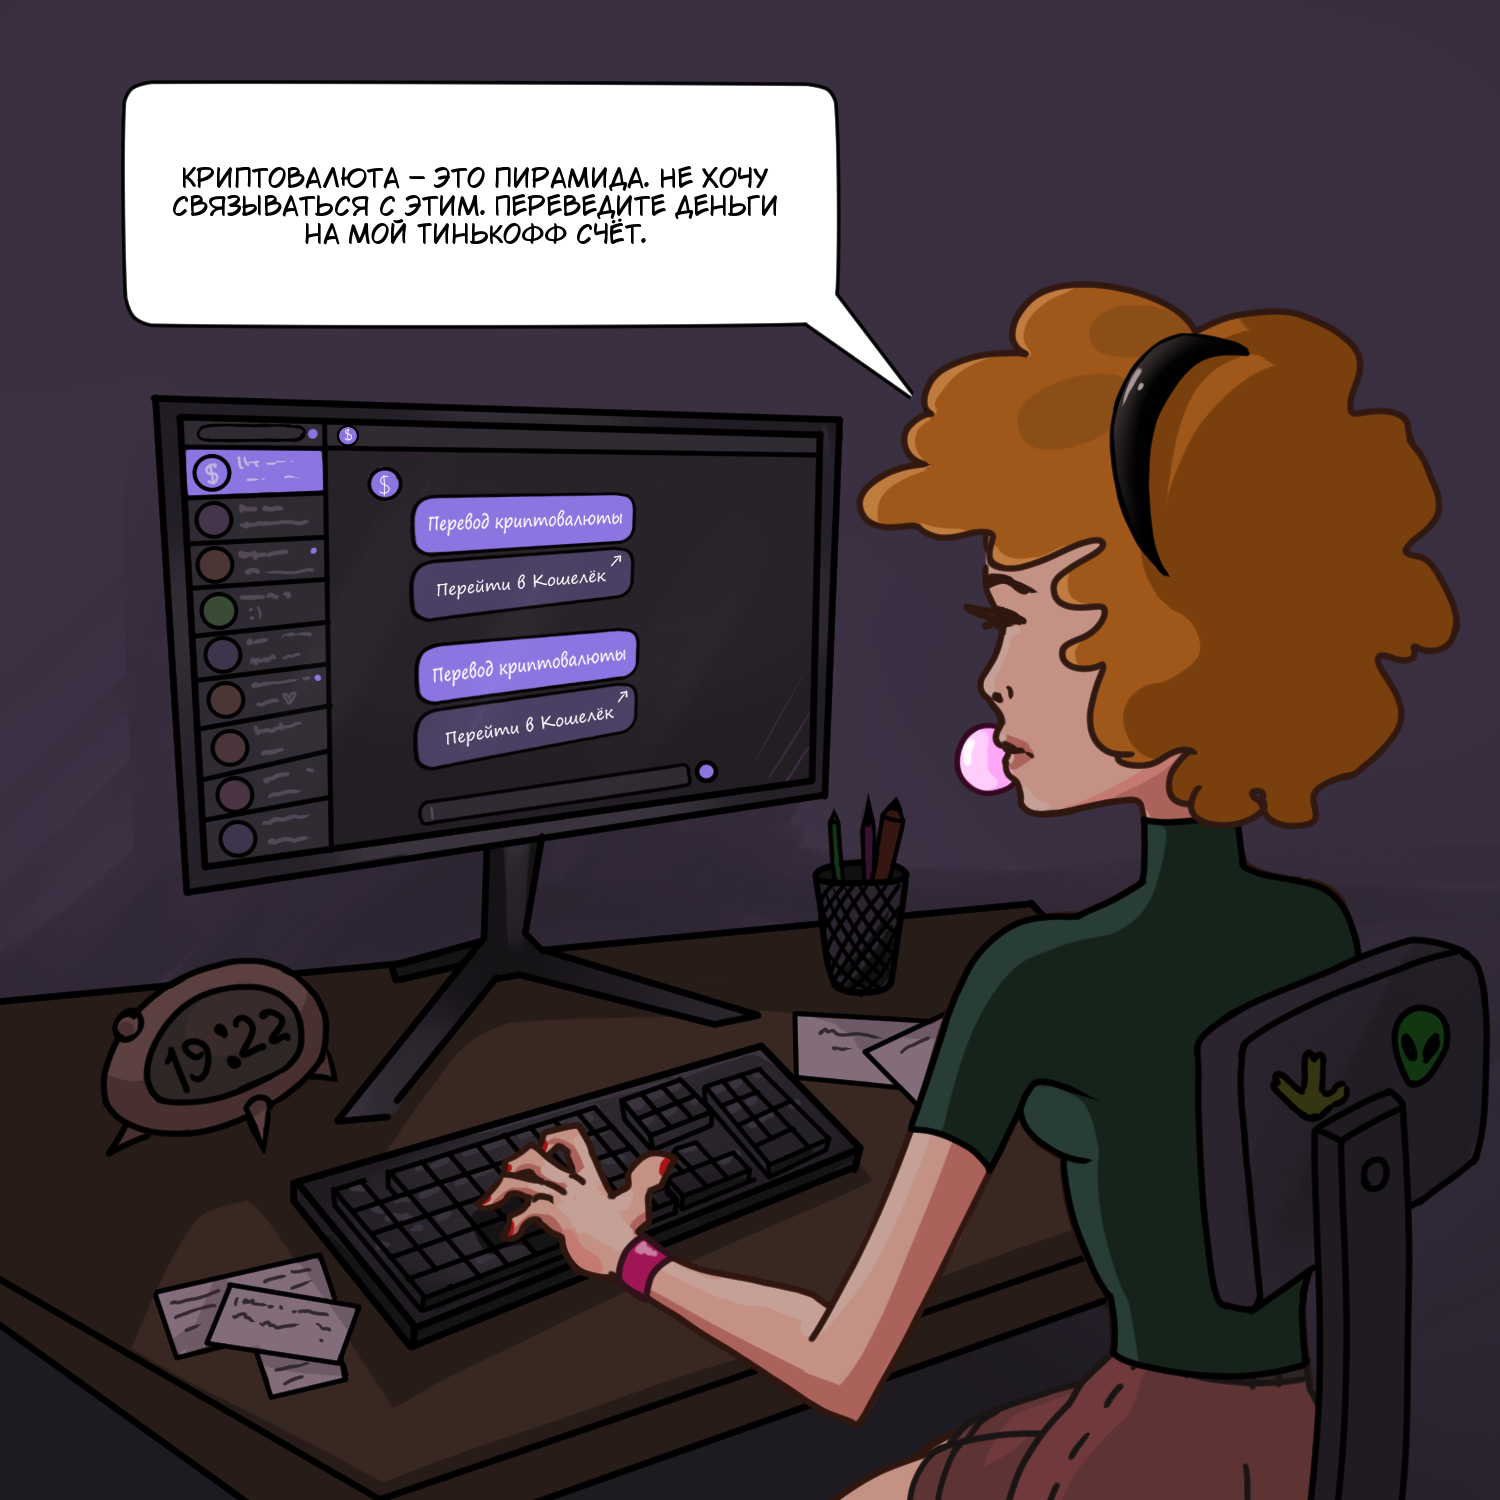 КРИПТОВАЛЮТА – ЭТО ПИРАМИДА. НЕ ХОЧУ
СВЯЗЫВАТЬСЯ С ЭТИМ. ПЕРЕВЕДИТЕ ДЕНЬГИ
НА МОЙ ТИНЬКОФФ СЧЁТ.
$
$
$
:)
Перевод криптовалюты
Перейти в Кошелёк
Перевод криптовалюты
Перейти в Кошелёк
19:22